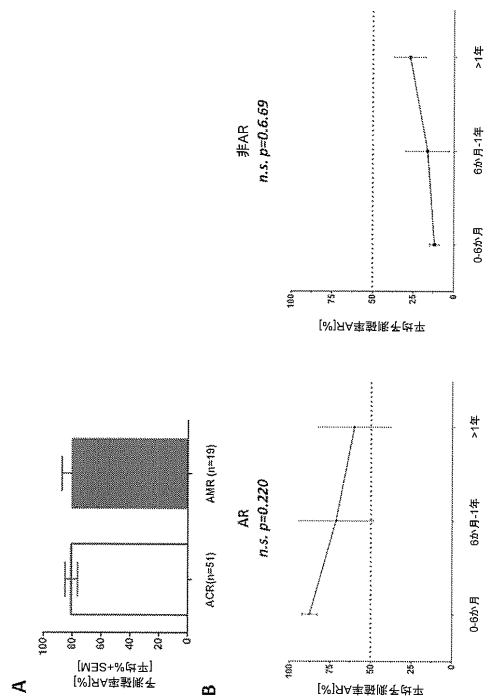 A
予測確率AR[%]
[平均%+SEM]
100
80
60
40
20
0
ACR(n=51)
AMR (n=19)
B
AR
n.s. p=0.220
平均予測確率AR[%]
100
75
50
25
0
0-6か月
6か月-1年
>1年
非AR
n.s. p=0.6.69
平均予測確率AR[%]
100
75
50
25
0
0-6か月
6か月-1年
>1年